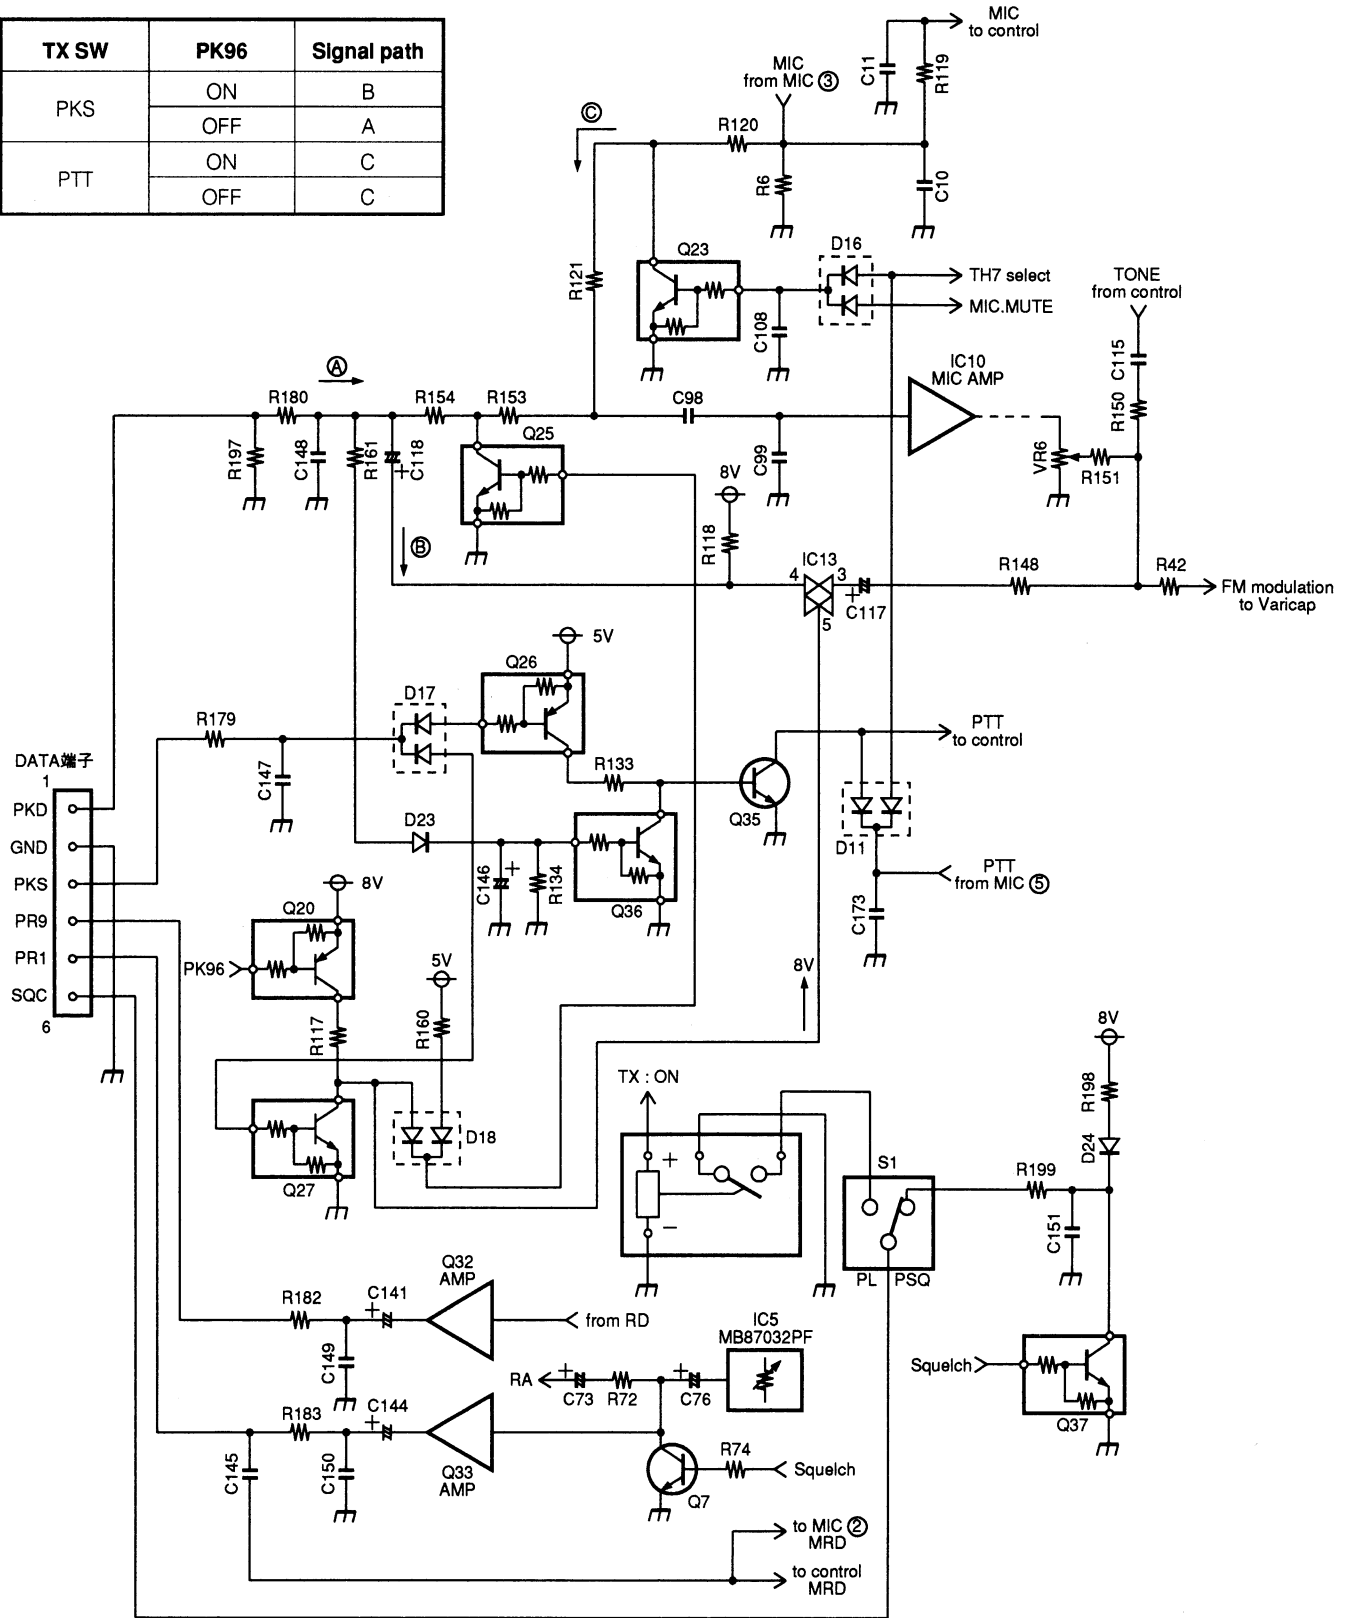 TX SW PK96 Signal path
PKS ON B
OFF A
PTT ON C
OFF C
MIC
to control
C11
R119
MIC
from MIC ③
Ⓒ
R120
R6
C10
R121
Q23
D16
TH7 select
MIC.MUTE
C108
TONE
from control
C115
R150
IC10
MIC AMP
Ⓐ
R180
R154
R153
C98
R197
C148
R161
+
C118
Q25
C99
VR6
R151
8V
R118
Ⓑ
IC13
4
3
5
+
C117
R148
R42
FM modulation
to Varicap
5V
Q26
D17
R179
C147
R133
Q35
PTT
to control
D11
PTT
from MIC ⑤
C173
DATA端子
1
PKD
GND
PKS
PR9
PR1
SQC
6
D23
C146
+
R134
Q36
8V
Q20
PK96
R117
5V
R160
8V
Q27
D18
TX : ON
+
−
S1
PL
PSQ
8V
R198
D24
R199
C151
Squelch
Q37
Q32
AMP
R182
+
C141
C149
from RD
IC5
MB87032PF
RA
+
C73
R72
+
C76
R183
+
C144
C145
C150
Q33
AMP
R74
Squelch
Q7
to MIC ②
MRD
to control
MRD